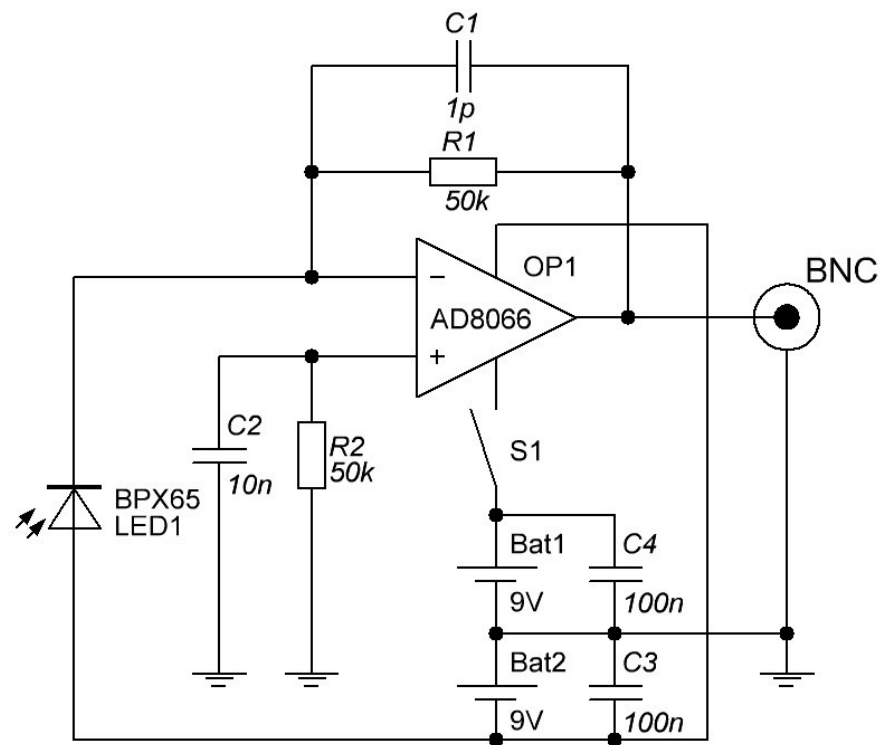 C1
1p
R1
50k
OP1
BNC
−
AD8066
+
C2
10n
R2
50k
S1
BPX65
LED1
Bat1
9V
C4
100n
Bat2
9V
C3
100n